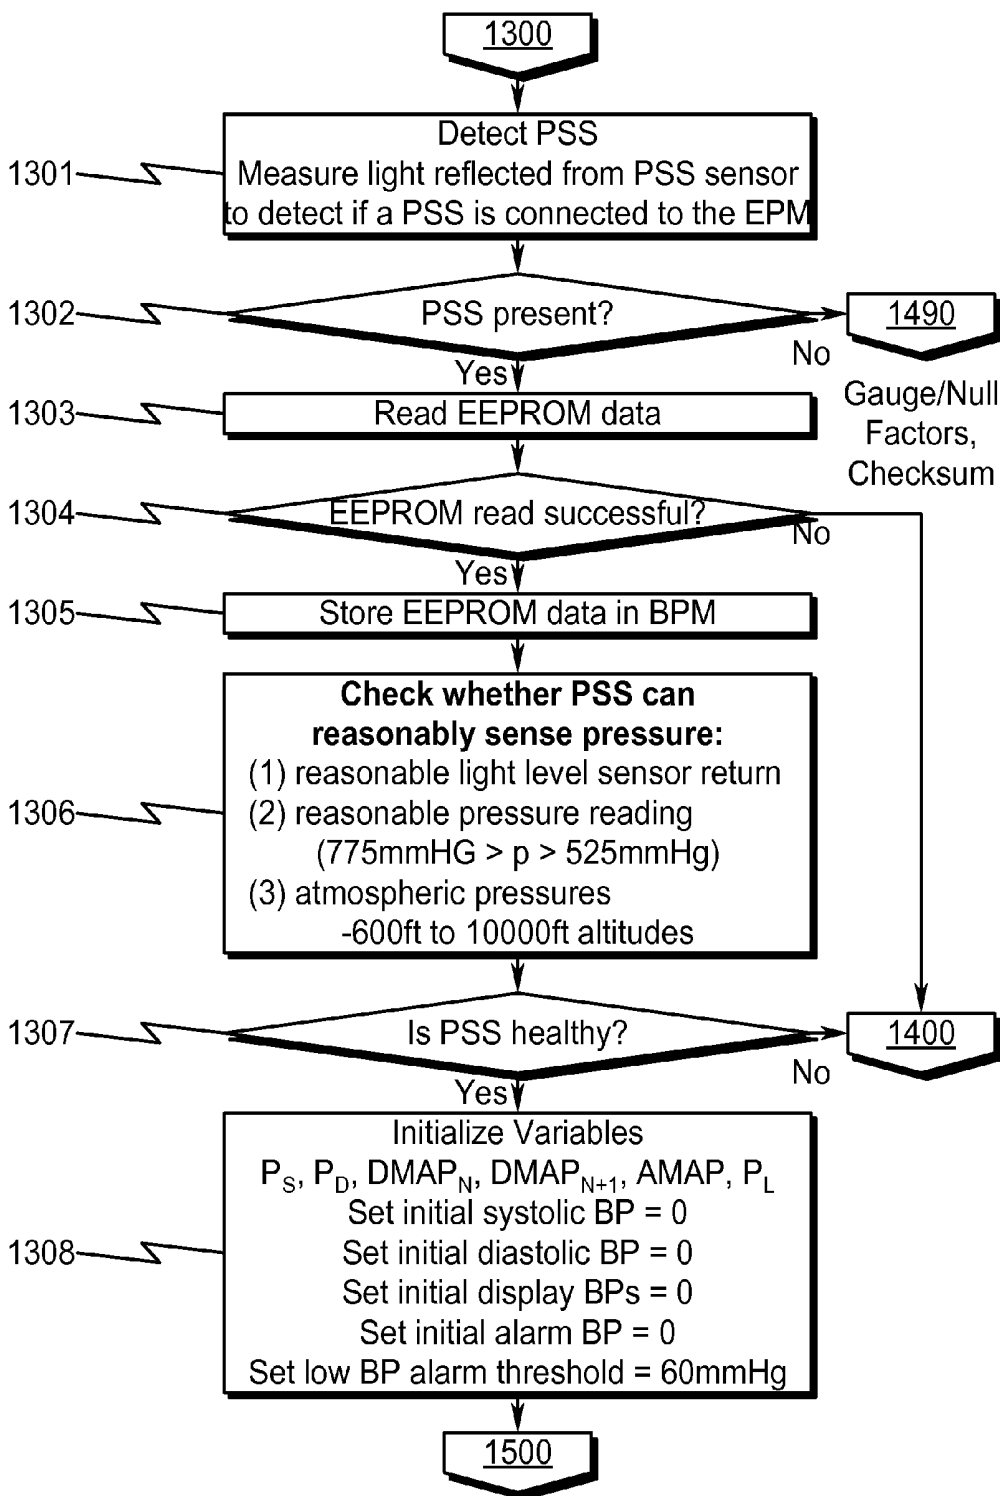 1300
1301
Detect PSS
Measure light reflected from PSS sensor
to detect if a PSS is connected to the EPM
1302
PSS present?
1490
No
Yes
Gauge/Null
Factors,
Checksum
1303
Read EEPROM data
1304
EEPROM read successful?
No
Yes
1305
Store EEPROM data in BPM
1306
Check whether PSS can
reasonably sense pressure:
(1) reasonable light level sensor return
(2) reasonable pressure reading
(775mmHG > p > 525mmHg)
(3) atmospheric pressures
-600ft to 10000ft altitudes
1307
Is PSS healthy?
1400
No
Yes
1308
Initialize Variables
P_S, P_D, DMAP_N, DMAP_{N+1}, AMAP, P_L
Set initial systolic BP = 0
Set initial diastolic BP = 0
Set initial display BPs = 0
Set initial alarm BP = 0
Set low BP alarm threshold = 60mmHg
1500